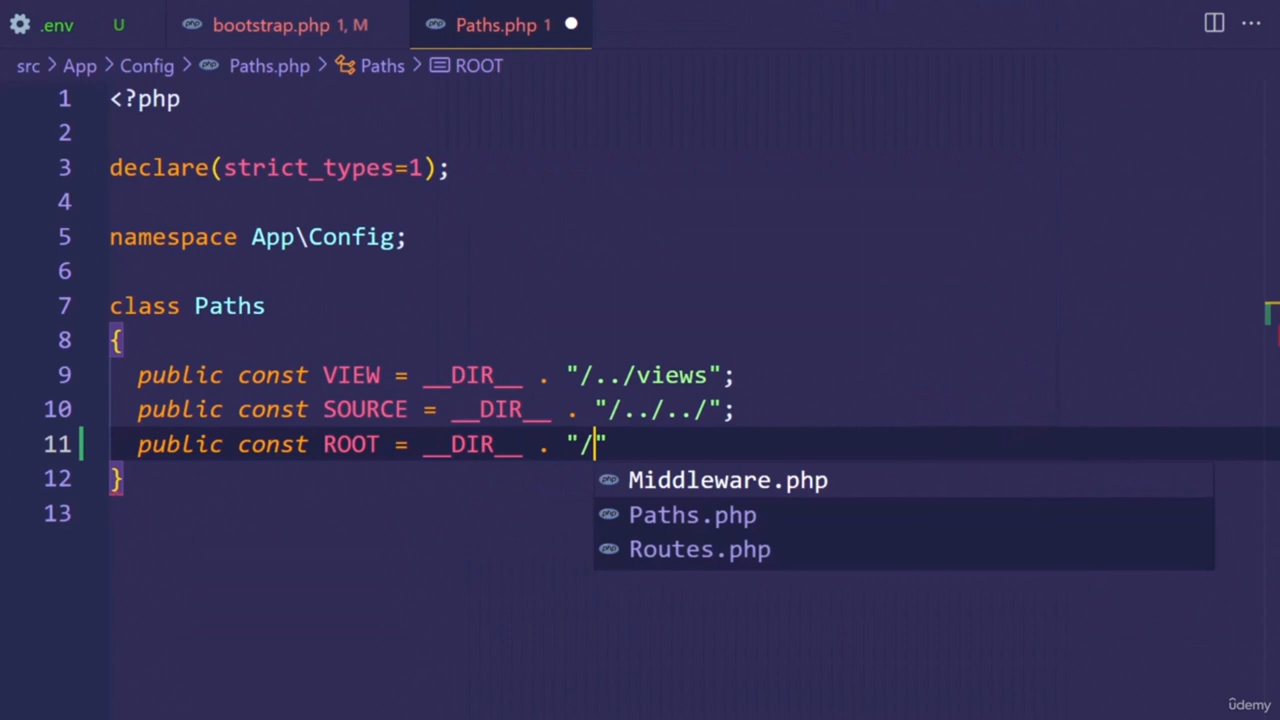 .env U bootstrap.php 1, M Paths.php 1
src > App > Config > Paths.php > Paths > ROOT
1 <?php
2
3 declare(strict_types=1);
4
5 namespace App\Config;
6
7 class Paths
8 {
9 public const VIEW = __DIR__ . "/../views";
10 public const SOURCE = __DIR__ . "/../../";
11 public const ROOT = __DIR__ . "/"
Middleware.php
12 }
Paths.php
13
Routes.php
ûdemy